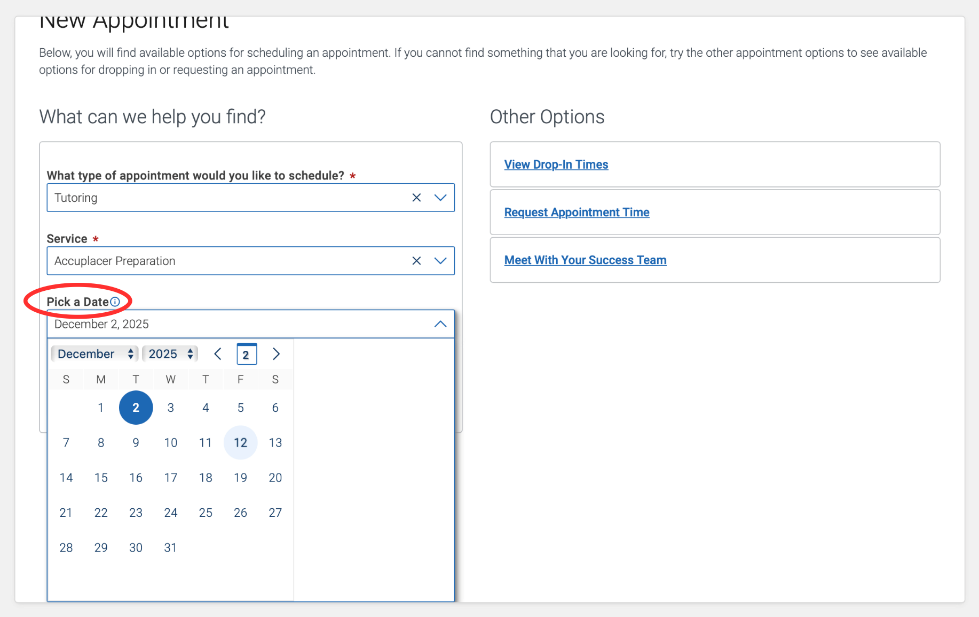 New Appointment
Below, you will find available options for scheduling an appointment. If you cannot find something that you are looking for, try the other appointment options to see available
options for dropping in or requesting an appointment.
What can we help you find?
What type of appointment would you like to schedule? *
Tutoring
Service *
Accuplacer Preparation
Pick a Date
December 2, 2025
December 2025 2
S M T W T F S
1 2 3 4 5 6
7 8 9 10 11 12 13
14 15 16 17 18 19 20
21 22 23 24 25 26 27
28 29 30 31
Other Options
View Drop-In Times
Request Appointment Time
Meet With Your Success Team